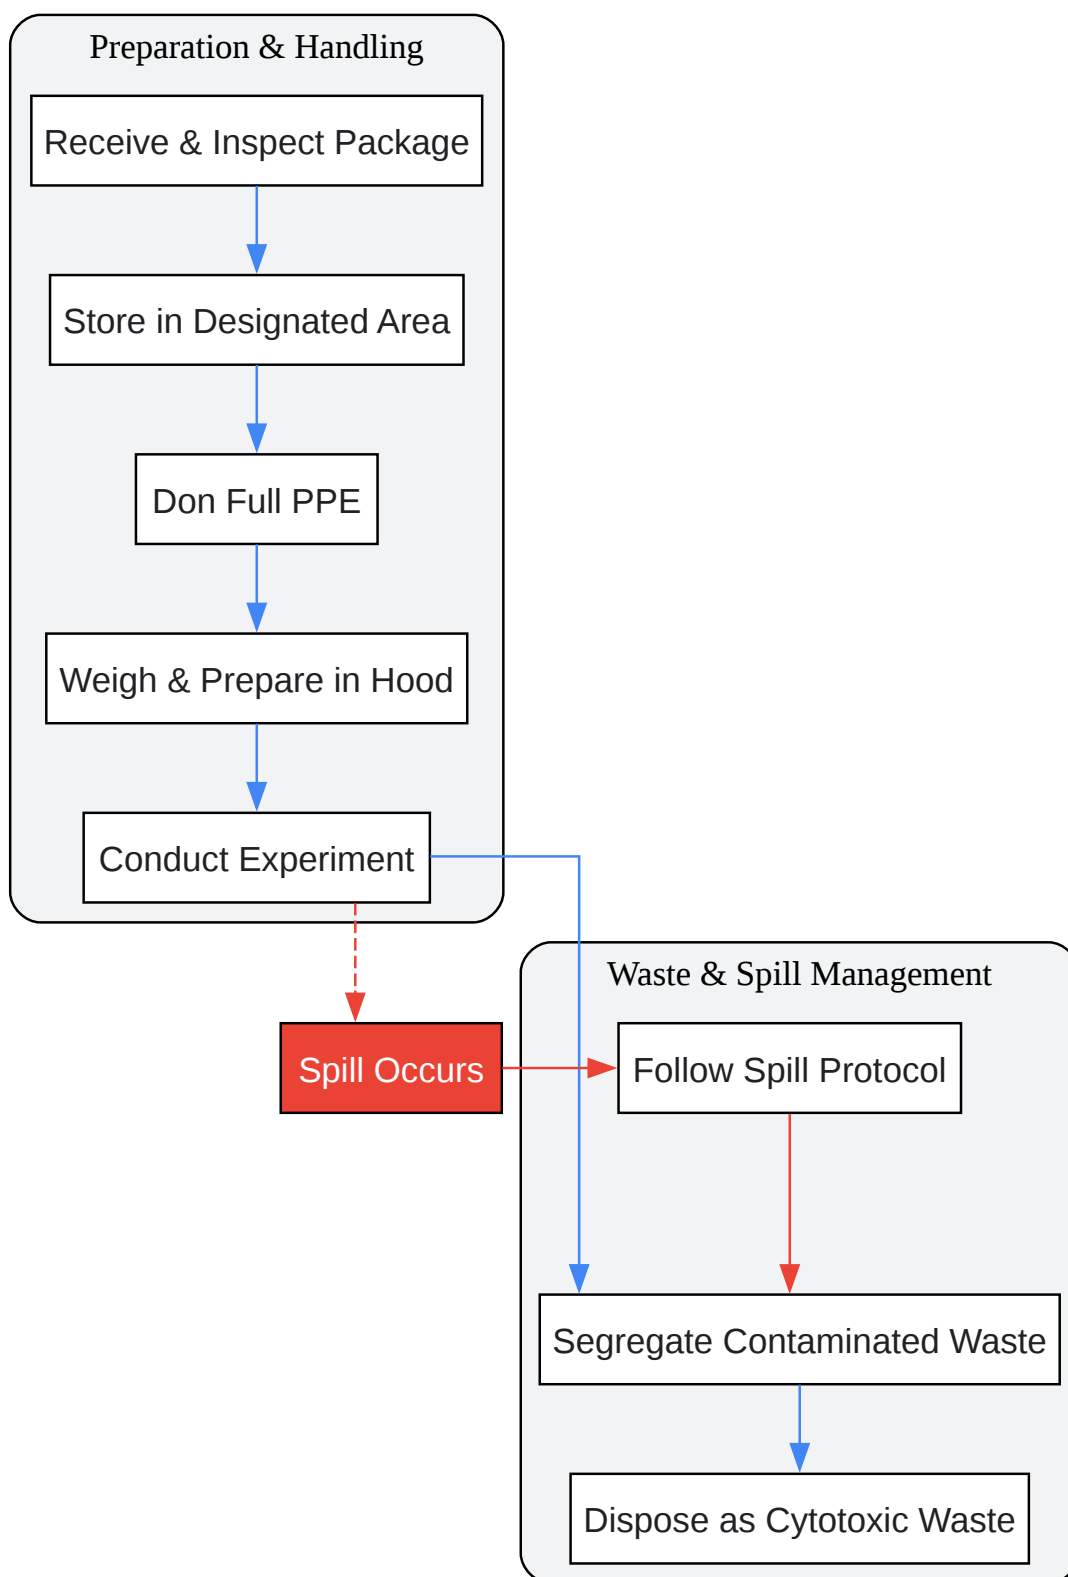 Preparation & Handling
Receive & Inspect Package
Store in Designated Area
Don Full PPE
Weigh & Prepare in Hood
Conduct Experiment
Waste & Spill Management
Spill Occurs
Follow Spill Protocol
Segregate Contaminated Waste
Dispose as Cytotoxic Waste